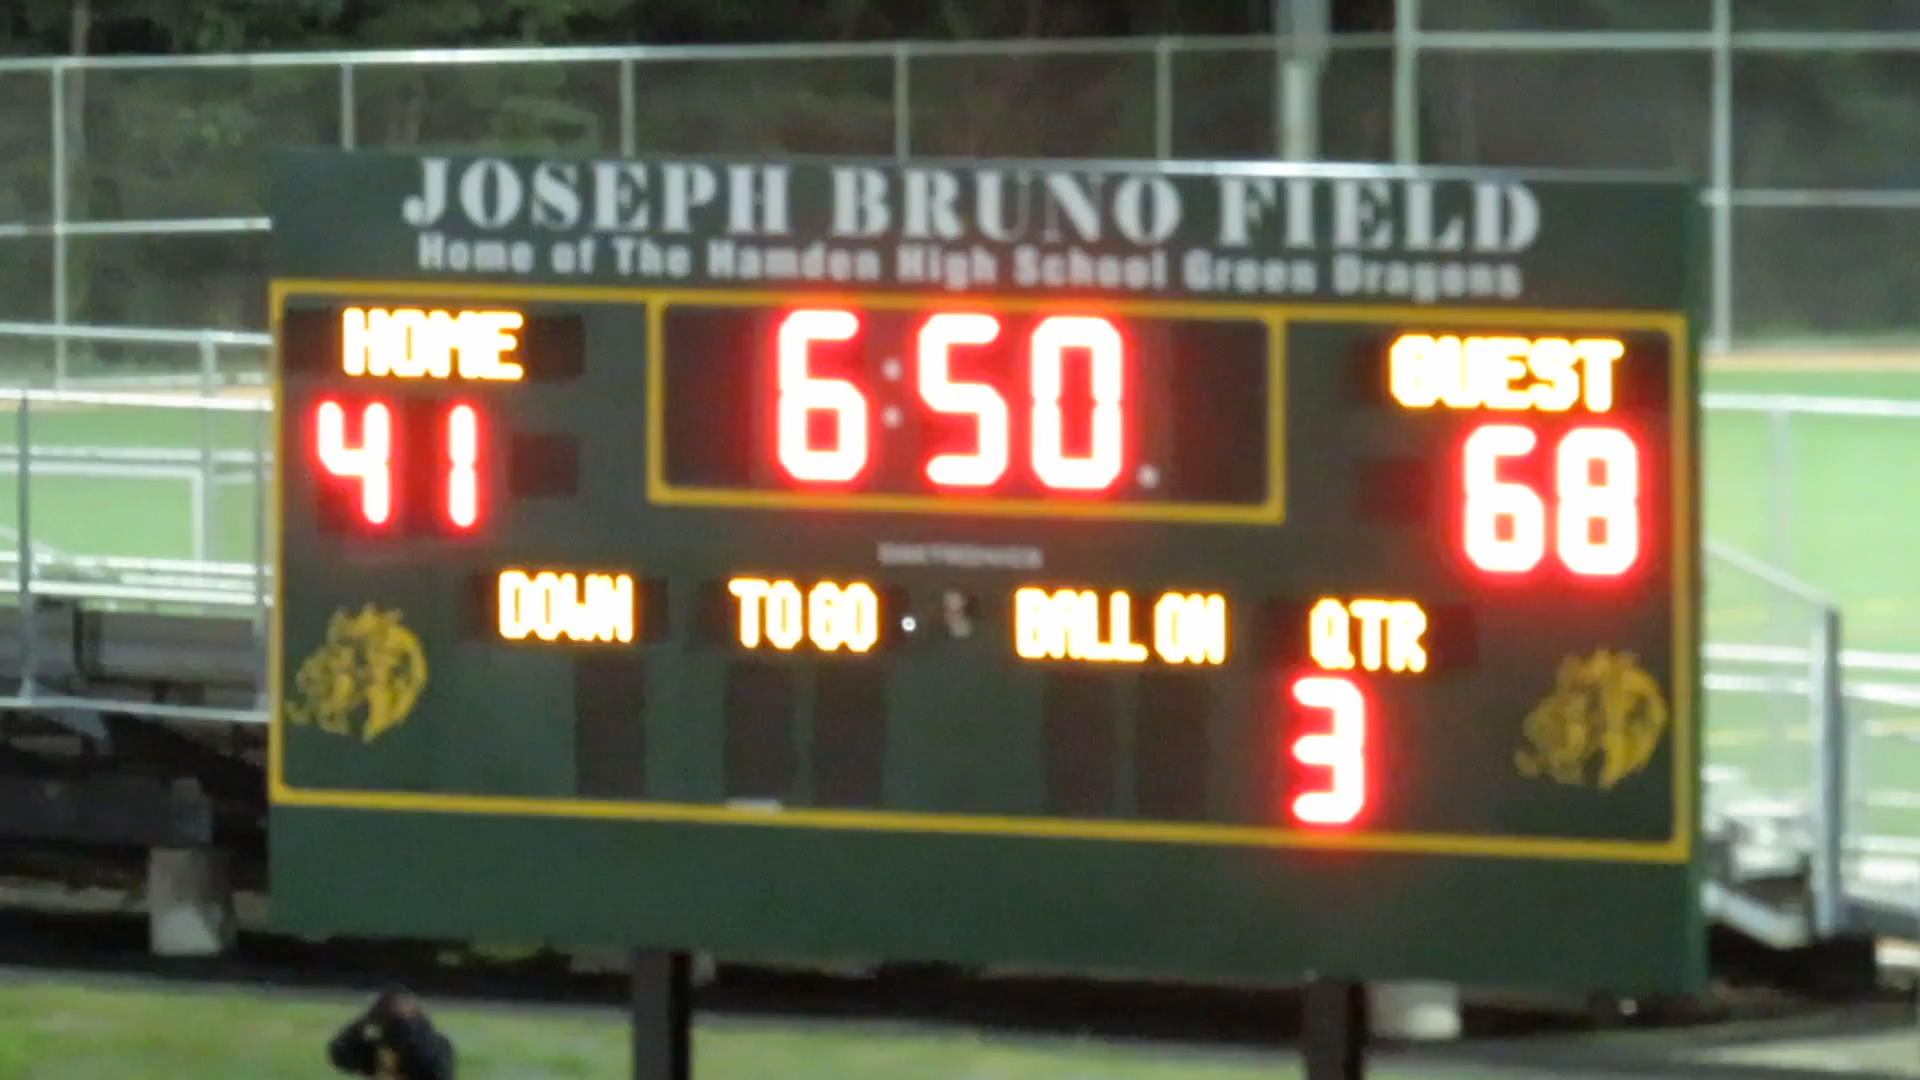 JOSEPH BRUNO FIELD
Home of The Hamden High School Green Dragons
HOME 6:50 GUEST
41 68
DAKTRONICS
DOWN TO GO BALL ON QTR
3